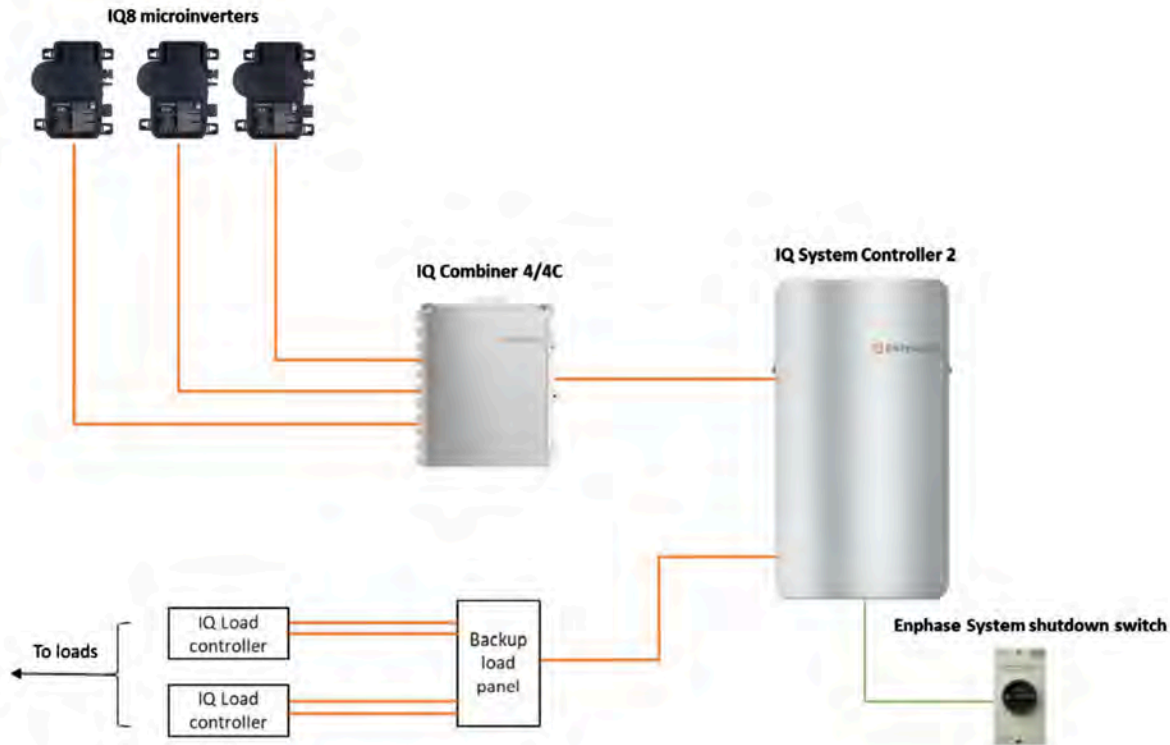 IQ8 microinverters
IQ Combiner 4/4C
IQ System Controller 2
IQ Load
controller
To loads
IQ Load
controller
Backup
load
panel
Enphase System shutdown switch